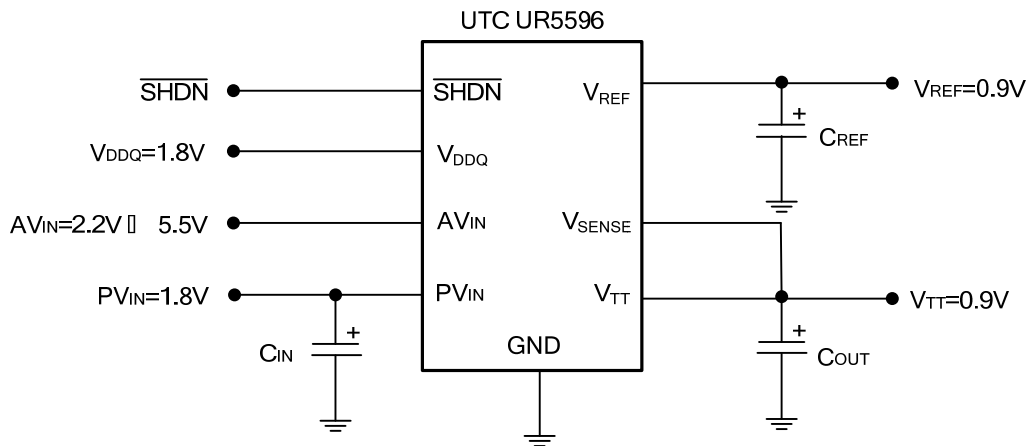 UTC UR5596
SHDN
SHDN
VREF
VREF=0.9V
CREF
VDDQ=1.8V
VDDQ
AVIN=2.2V ▯ 5.5V
AVIN
VSENSE
PVIN=1.8V
PVIN
VTT
VTT=0.9V
CIN
+
GND
+
+
COUT